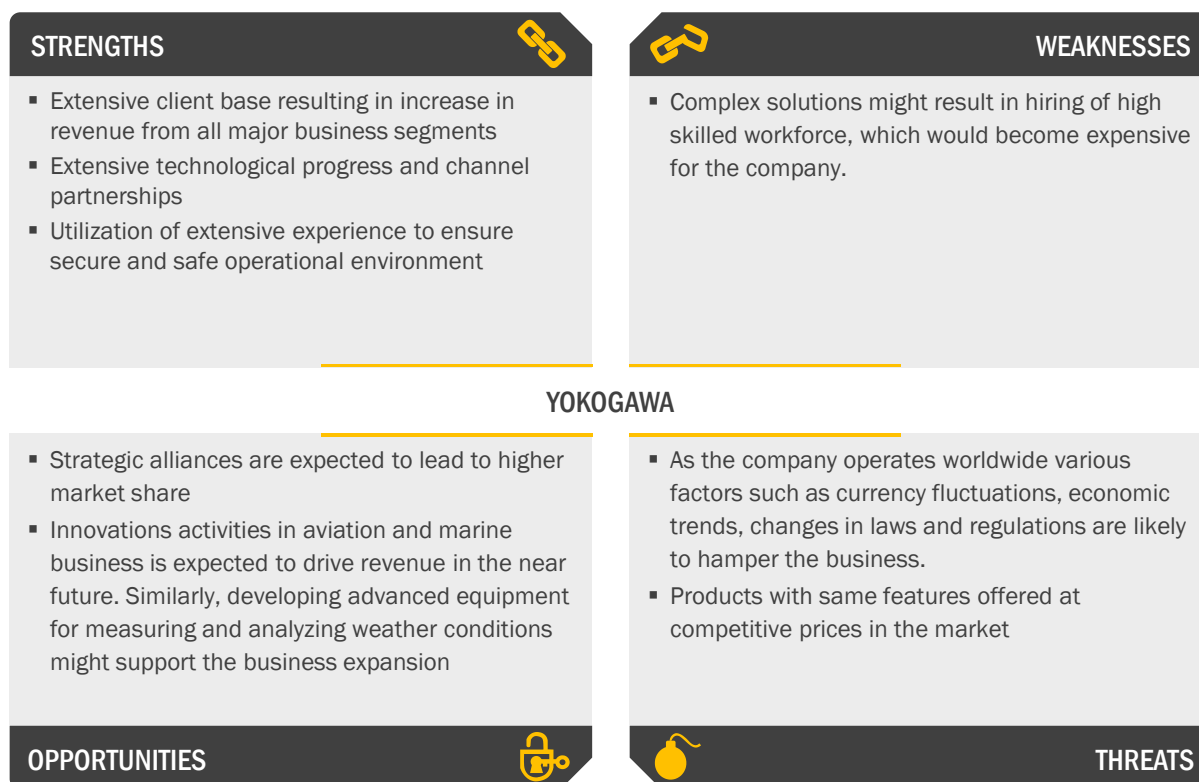 STRENGTHS
▪ Extensive client base resulting in increase in
revenue from all major business segments
▪ Extensive technological progress and channel
partnerships
▪ Utilization of extensive experience to ensure
secure and safe operational environment
WEAKNESSES
▪ Complex solutions might result in hiring of high
skilled workforce, which would become expensive
for the company.
YOKOGAWA
▪ Strategic alliances are expected to lead to higher
market share
▪ Innovations activities in aviation and marine
business is expected to drive revenue in the near
future. Similarly, developing advanced equipment
for measuring and analyzing weather conditions
might support the business expansion
OPPORTUNITIES
▪ As the company operates worldwide various
factors such as currency fluctuations, economic
trends, changes in laws and regulations are likely
to hamper the business.
▪ Products with same features offered at
competitive prices in the market
THREATS